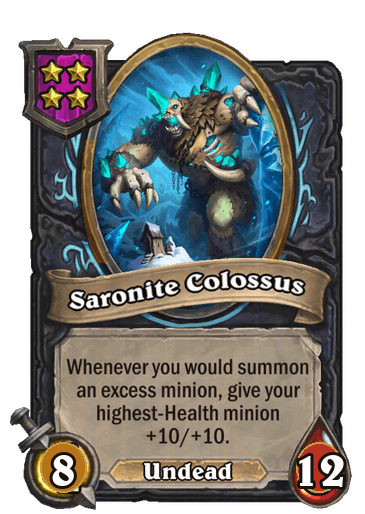 Saronite Colossus
Whenever you would summon
an excess minion, give your
highest-Health minion
+10/+10.
8
Undead
12